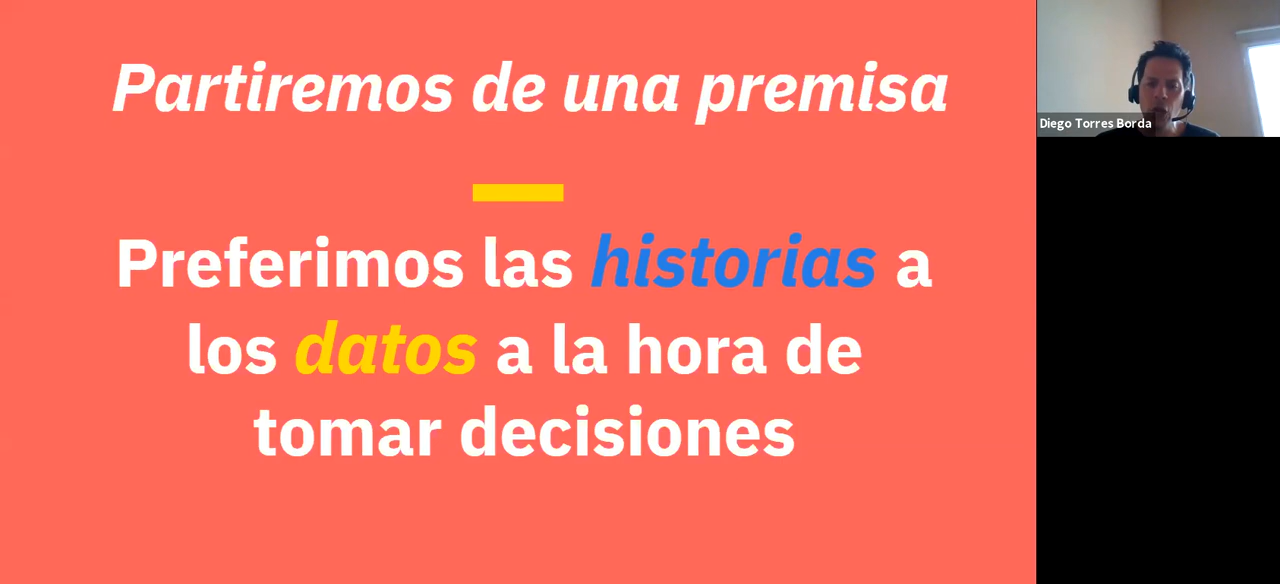 Partiremos de una premisa
Preferimos las historias a
los datos a la hora de
tomar decisiones
Diego Torres Borda